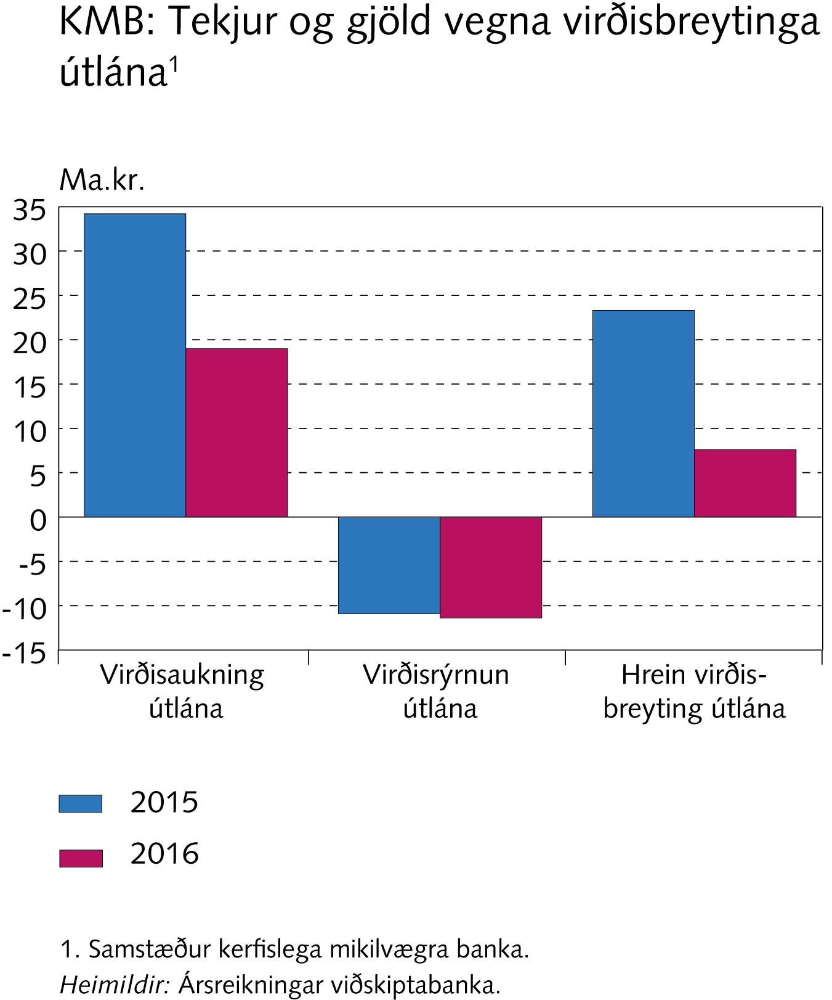 KMB: Tekjur og gjöld vegna virðisbreytinga
útlána¹
Ma.kr.
35
30
25
20
15
10
5
0
-5
-10
-15
Virðisaukning
útlána
Virðisrýrnun
útlána
Hrein virðis-
breyting útlána
2015
2016
1. Samstæður kerfislega mikilvægra banka.
Heimildir: Ársreikningar viðskiptabanka.